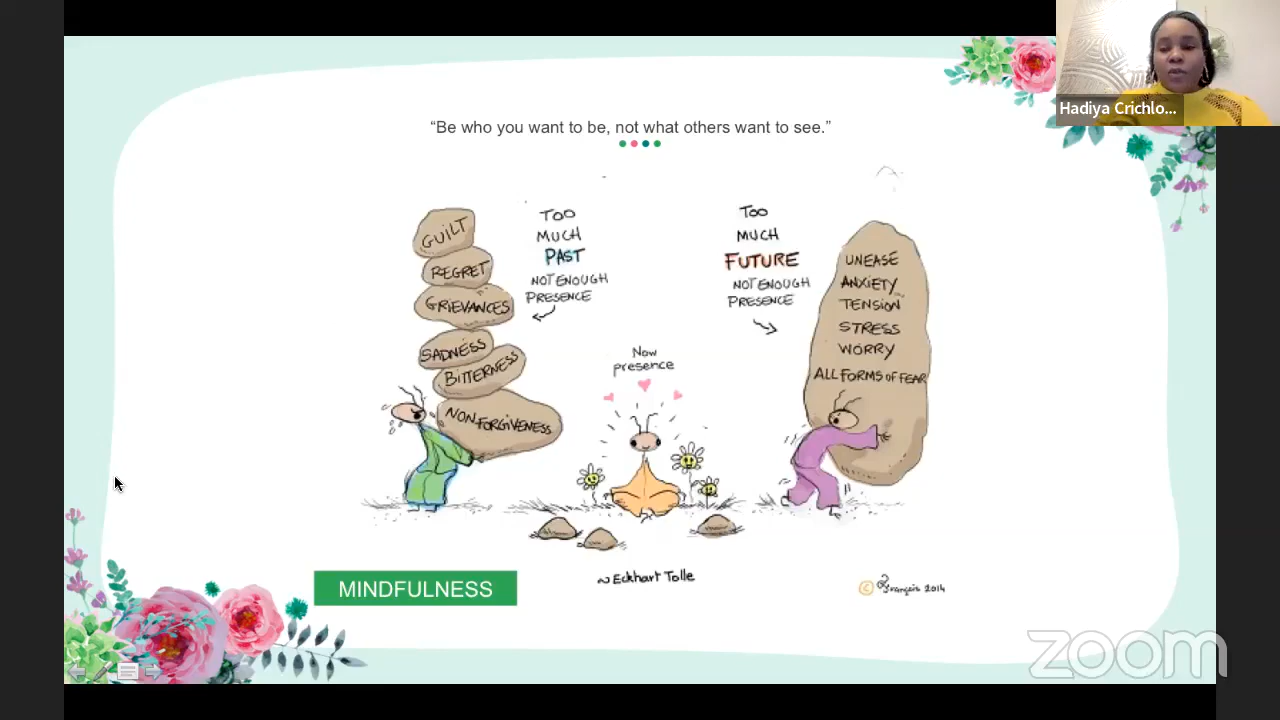 Hadiya Crichlo...
“Be who you want to be, not what others want to see.”
GUILT
REGRET
GRIEVANCES
SADNESS
BITTERNESS
NON FORGIVENESS
TOO
MUCH
PAST
NOT ENOUGH
PRESENCE
Now
presence
TOO
MUCH
FUTURE
NOT ENOUGH
PRESENCE
UNEASE
ANXIETY
TENSION
STRESS
WORRY
ALL FORMS OF FEAR
~ Eckhart Tolle
© François 2014
MINDFULNESS
zoom